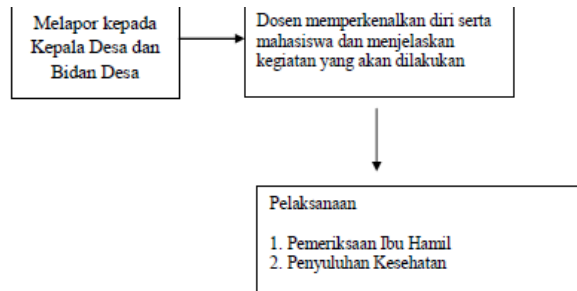 Melapor kepada
Kepala Desa dan
Bidan Desa
Dosen memperkenalkan diri serta
mahasiswa dan menjelaskan
kegiatan yang akan dilakukan
Pelaksanaan
1. Pemeriksaan Ibu Hamil
2. Penyuluhan Kesehatan